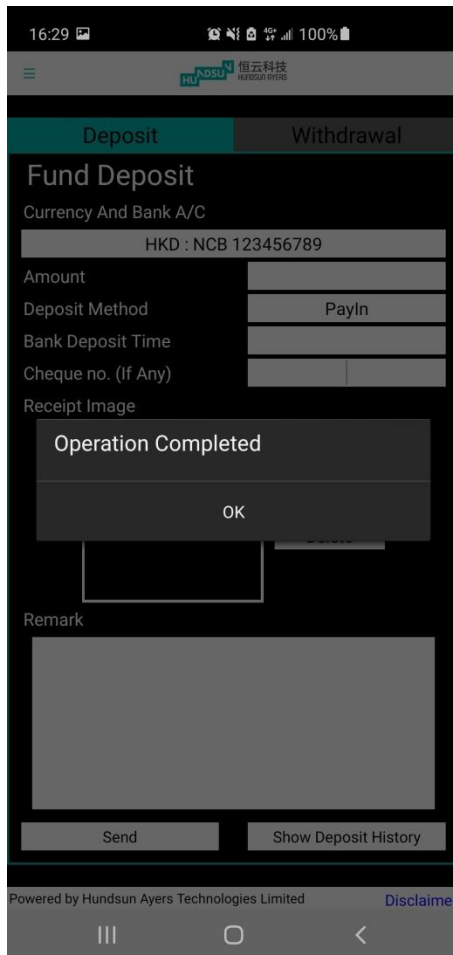 16:29 4G+ 100%
HUNDSUN 恒云科技
HUNDSUN AYERS
Deposit Withdrawal
Fund Deposit
Currency And Bank A/C
HKD : NCB 123456789
Amount
Deposit Method PayIn
Bank Deposit Time
Cheque no. (If Any)
Receipt Image
Operation Completed
OK
Remark
Send Show Deposit History
Powered by Hundsun Ayers Technologies Limited Disclaime